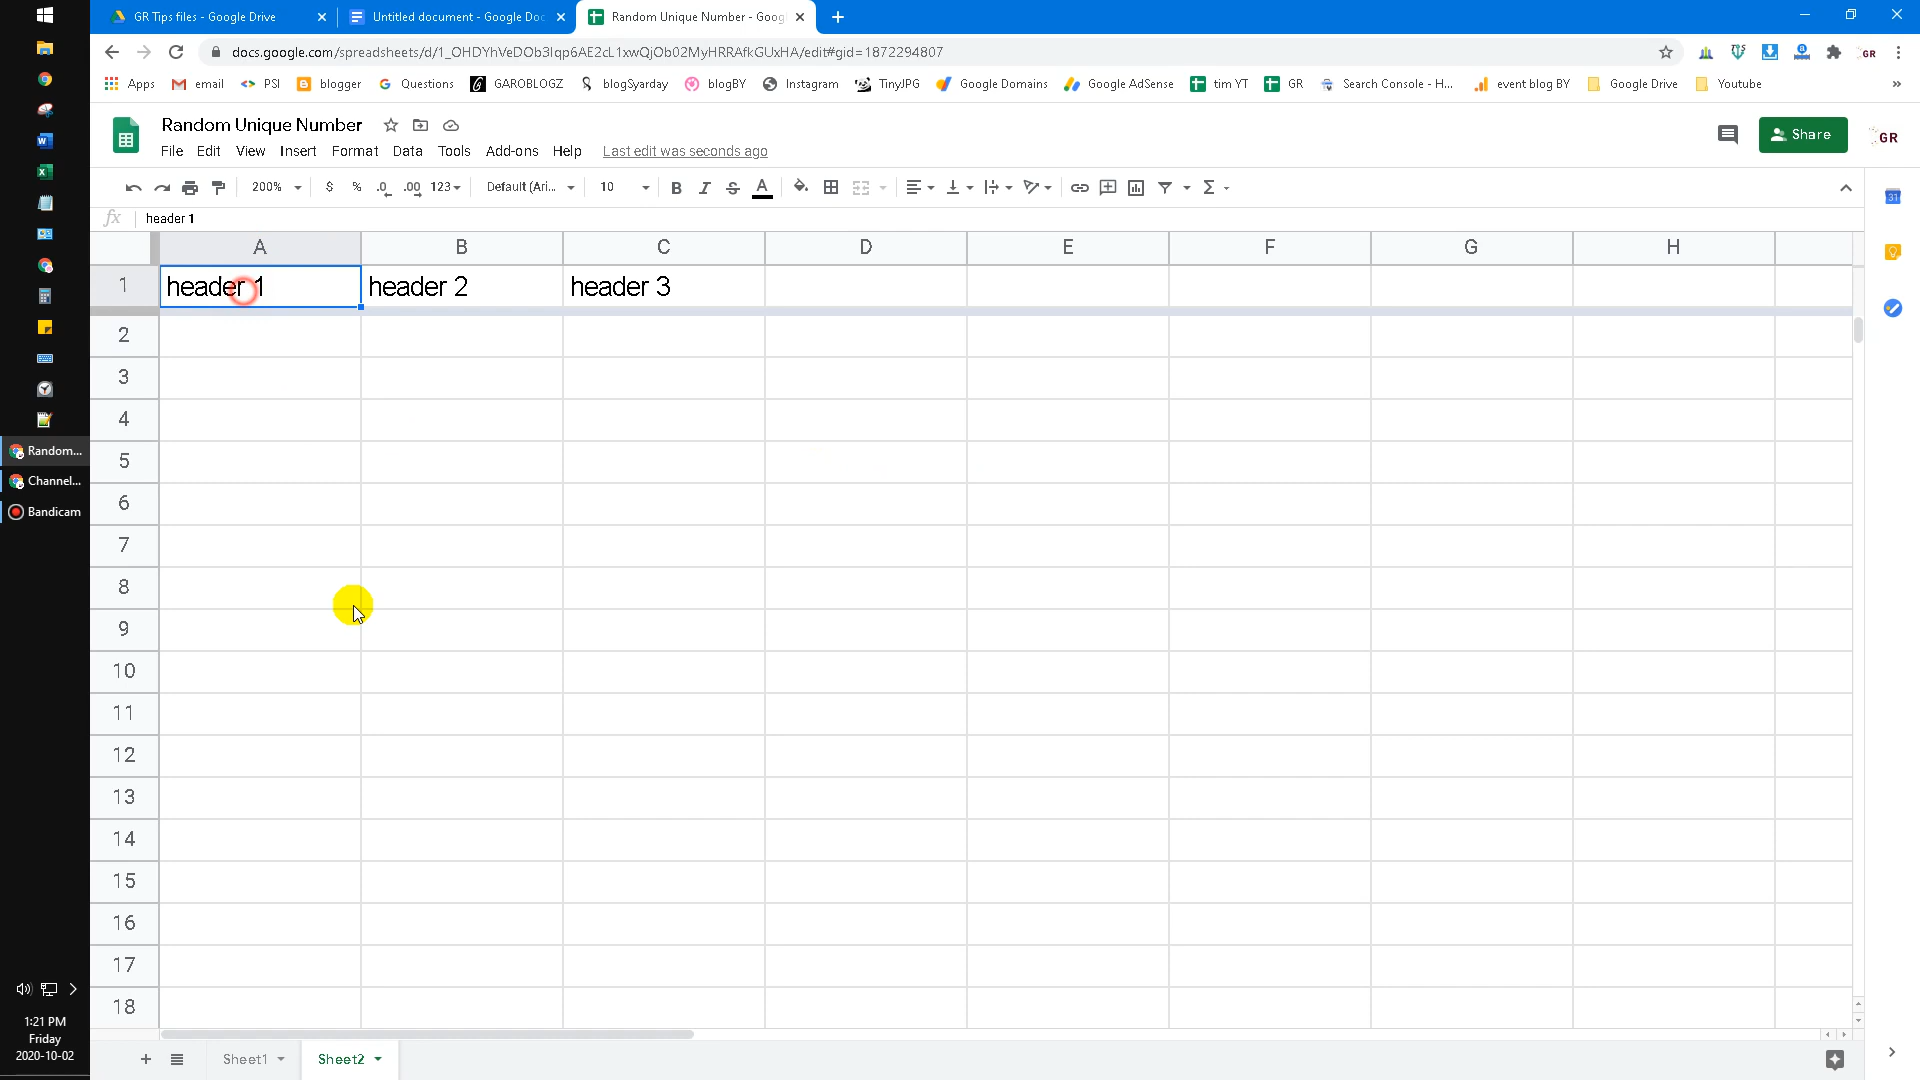 GR Tips files - Google Drive
Untitled document - Google Doc
Random Unique Number - Goog
docs.google.com/spreadsheets/d/1_OHDYhVeDOb3Iqp6AE2cL1xwQjOb02MyHRRAfkGUxHA/edit#gid=1872294807
GR
Apps
email
PSI
blogger
Questions
GAROBLOGZ
blogSyarday
blogBY
Instagram
TinyJPG
Google Domains
Google AdSense
tim YT
GR
Search Console - H...
event blog BY
Google Drive
Youtube
»
Random Unique Number
File Edit View Insert Format Data Tools Add-ons Help Last edit was seconds ago
Share
GR
200% $ % .0 .00 123 Default (Ari... 10 B I S A Σ
fx header 1
A B C D E F G H
1 header 1 header 2 header 3
2
3
4
5
6
7
8
9
10
11
12
13
14
15
16
17
18
Sheet1 Sheet2
Random...
Channel...
Bandicam
1:21 PM
Friday
2020-10-02
31